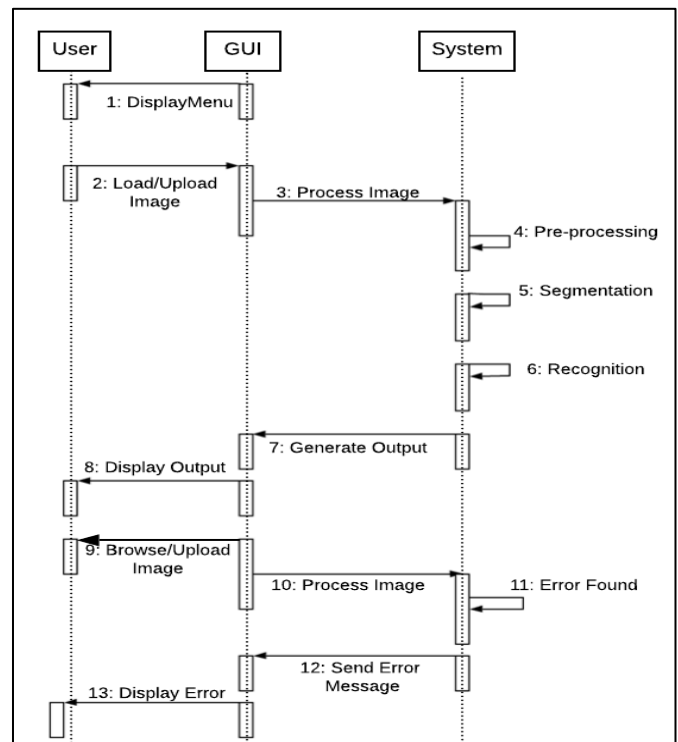 User
GUI
System
1: DisplayMenu
2: Load/Upload
Image
3: Process Image
4: Pre-processing
5: Segmentation
6: Recognition
7: Generate Output
8: Display Output
9: Browse/Upload
Image
10: Process Image
11: Error Found
12: Send Error
Message
13: Display Error